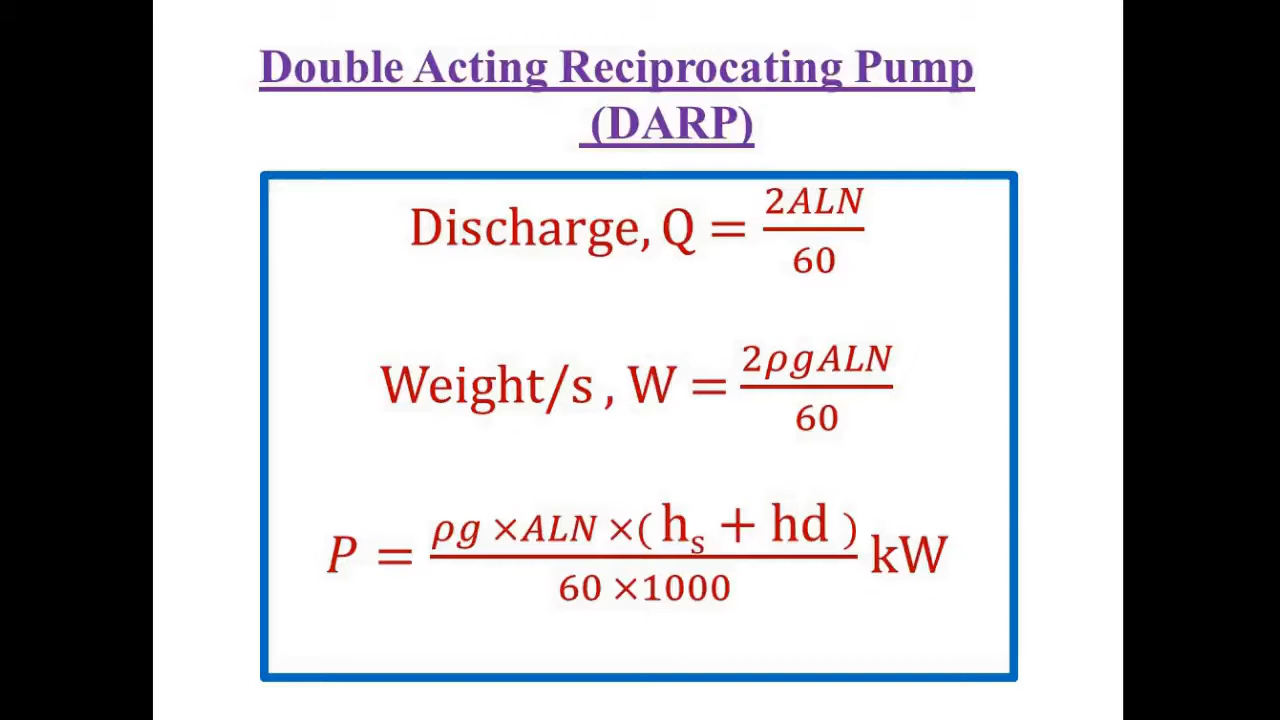 Double Acting Reciprocating Pump
(DARP)
Discharge, Q = 2ALN/60
Weight/s , W = 2ρgALN/60
P = ρg ×ALN ×( hₛ + hd )/60 ×1000 kW